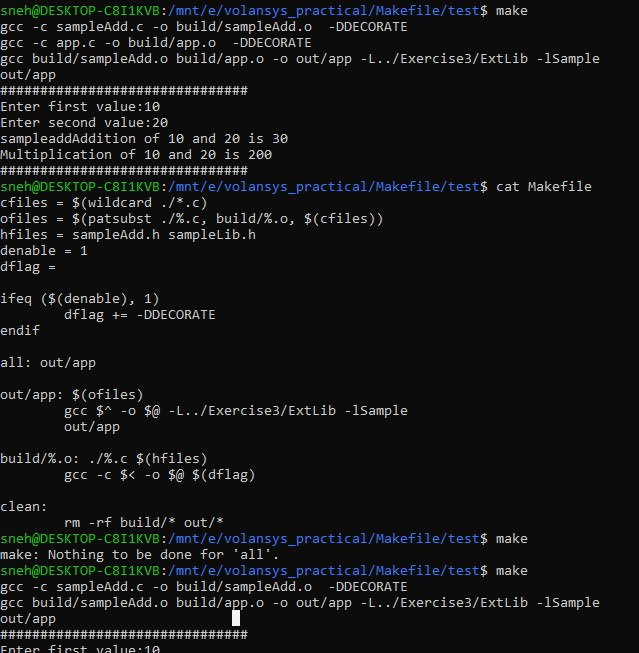 sneh@DESKTOP-C8I1KVB:/mnt/e/volansys_practical/Makefile/test$ make
gcc -c sampleAdd.c -o build/sampleAdd.o  -DDECORATE
gcc -c app.c -o build/app.o  -DDECORATE
gcc build/sampleAdd.o build/app.o -o out/app -L../Exercise3/ExtLib -lSample
out/app
###############################
Enter first value:10
Enter second value:20
sampleaddAddition of 10 and 20 is 30
Multiplication of 10 and 20 is 200
###############################
sneh@DESKTOP-C8I1KVB:/mnt/e/volansys_practical/Makefile/test$ cat Makefile
cfiles = $(wildcard ./*.c)
ofiles = $(patsubst ./%.c, build/%.o, $(cfiles))
hfiles = sampleAdd.h sampleLib.h
denable = 1
dflag =

ifeq ($(denable), 1)
        dflag += -DDECORATE
endif

all: out/app

out/app: $(ofiles)
        gcc $^ -o $@ -L../Exercise3/ExtLib -lSample
        out/app

build/%.o: ./%.c $(hfiles)
        gcc -c $< -o $@ $(dflag)

clean:
        rm -rf build/* out/*
sneh@DESKTOP-C8I1KVB:/mnt/e/volansys_practical/Makefile/test$ make
make: Nothing to be done for 'all'.
sneh@DESKTOP-C8I1KVB:/mnt/e/volansys_practical/Makefile/test$ make
gcc -c sampleAdd.c -o build/sampleAdd.o  -DDECORATE
gcc build/sampleAdd.o build/app.o -o out/app -L../Exercise3/ExtLib -lSample
out/app
###############################
Enter first value:10